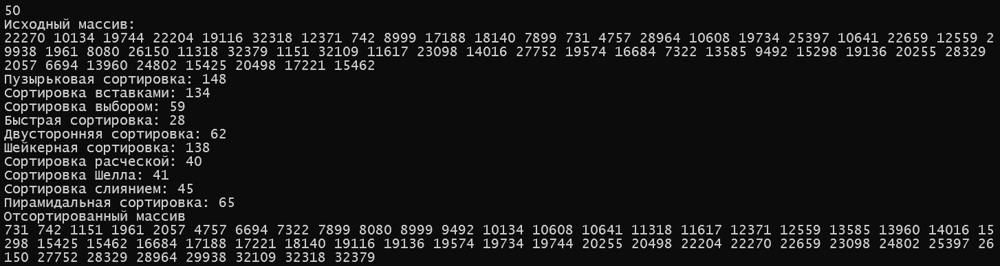 50
Исходный массив:
22270 10134 19744 22204 19116 32318 12371 742 8999 17188 18140 7899 731 4757 28964 10608 19734 25397 10641 22659 12559 2
9938 1961 8080 26150 11318 32379 1151 32109 11617 23098 14016 27752 19574 16684 7322 13585 9492 15298 19136 20255 28329
2057 6694 13960 24802 15425 20498 17221 15462
Пузырьковая сортировка: 148
Сортировка вставками: 134
Сортировка выбором: 59
Быстрая сортировка: 28
Двусторонняя сортировка: 62
Шейкерная сортировка: 138
Сортировка расческой: 40
Сортировка Шелла: 41
Сортировка слиянием: 45
Пирамидальная сортировка: 65
Отсортированный массив
731 742 1151 1961 2057 4757 6694 7322 7899 8080 8999 9492 10134 10608 10641 11318 11617 12371 12559 13585 13960 14016 15
298 15425 15462 16684 17188 17221 18140 19116 19136 19574 19734 19744 20255 20498 22204 22270 22659 23098 24802 25397 26
150 27752 28329 28964 29938 32109 32318 32379